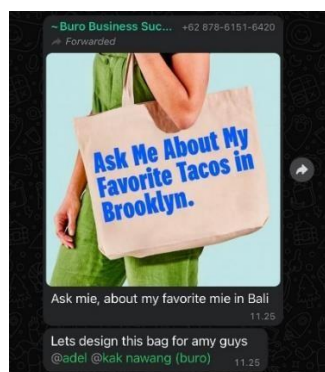 ~Buro Business Suc... +62 878-6151-6420
Forwarded
Ask Me About My
Favorite Tacos in
Brooklyn.
Ask mie, about my favorite mie in Bali
11.25
Lets design this bag for amy guys
@adel @kak nawang (buro)
11.25